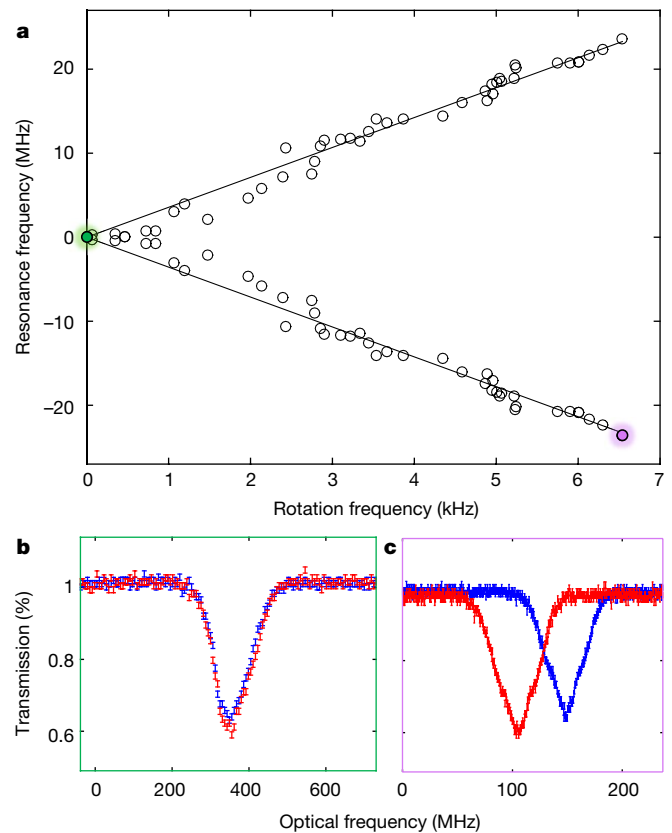 a
20
10
0
−10
−20
Resonance frequency (MHz)
0 1 2 3 4 5 6 7
Rotation frequency (kHz)
b c
1
0.8
0.6
Transmission (%)
0 200 400 600 100 200
Optical frequency (MHz)